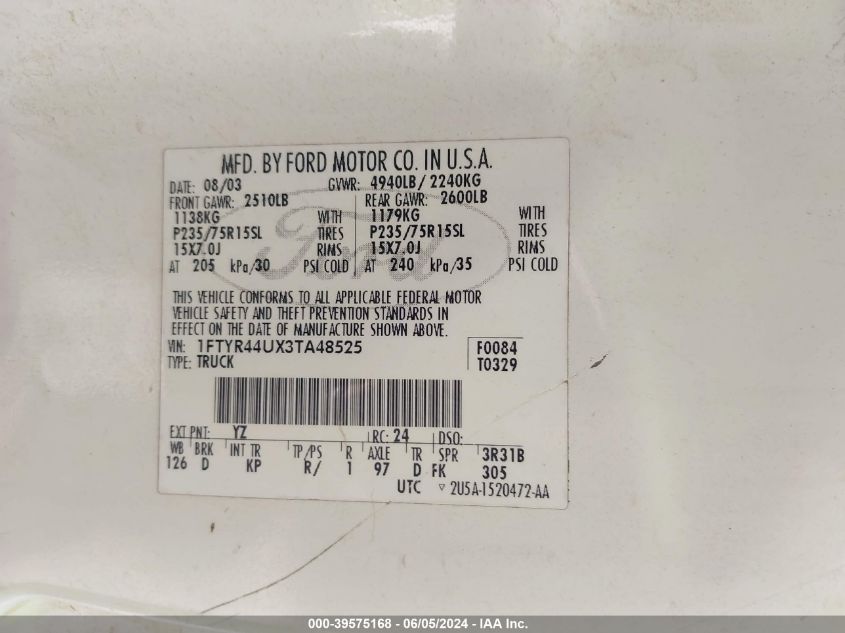 MFD. BY FORD MOTOR CO. IN U.S.A.
DATE: 08/03 GVWR: 4940LB/ 2240KG
FRONT GAWR: 2510LB REAR GAWR: 2600LB
1138KG WITH 1179KG WITH
P235/75R15SL TIRES P235/75R15SL TIRES
15X7.0J RIMS 15X7.0J RIMS
AT 205 kPa/30 PSI COLD AT 240 kPa/35 PSI COLD
Ford
THIS VEHICLE CONFORMS TO ALL APPLICABLE FEDERAL MOTOR
VEHICLE SAFETY AND THEFT PREVENTION STANDARDS IN
EFFECT ON THE DATE OF MANUFACTURE SHOWN ABOVE.
VIN: 1FTYR44UX3TA48525 F0084
TYPE: TRUCK T0329
EXT PNT: YZ RC: 24 DSO:
WB BRK INT TR TP/PS R AXLE TR SPR 3R31B
126 D KP R/ 1 97 D FK 305
UTC ▽ 2U5A-1520472-AA
000-39575168 - 06/05/2024 - IAA Inc.